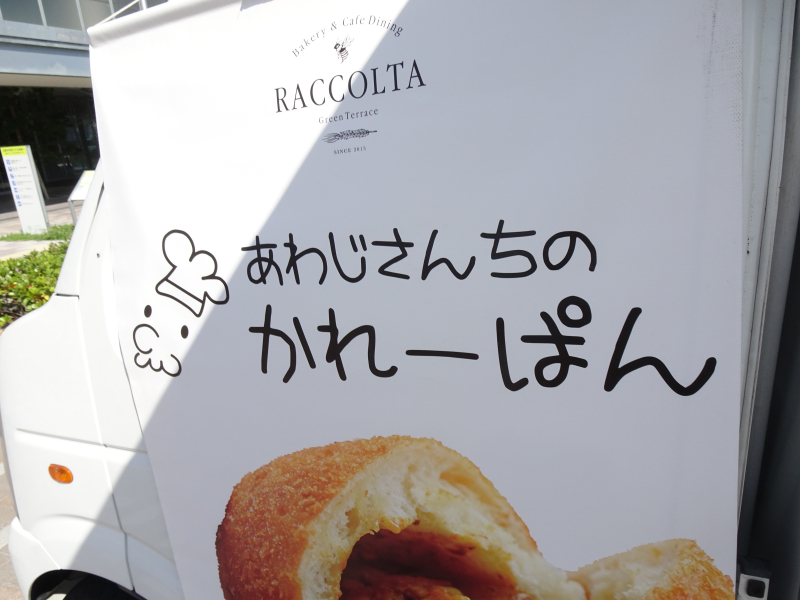 Bakery & Cafe Dining
RACCOLTA
Green Terrace
SINCE 2015
あわじさんちの
かれーぱん